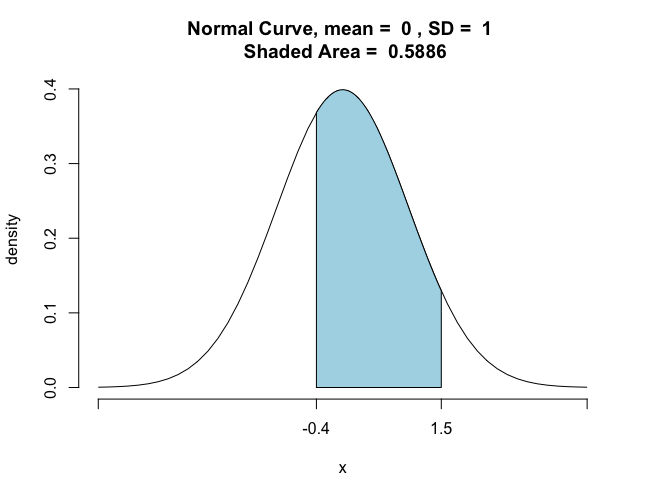 Normal Curve, mean =  0 , SD =  1
Shaded Area =  0.5886
0.4
0.3
0.2
0.1
0.0
density
-0.4
1.5
x